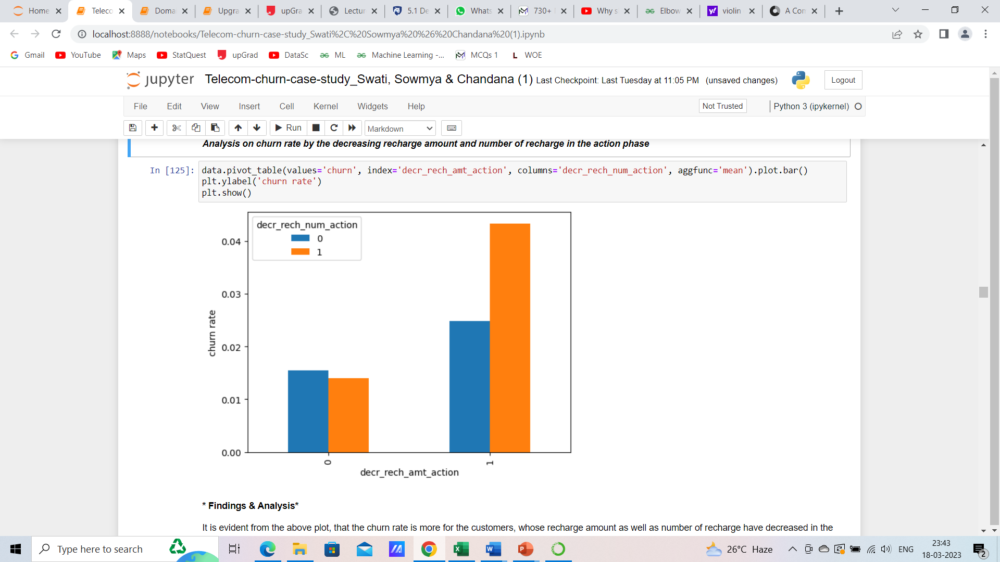 Home
Teleco
Doma
Upgra
upGra
Lectur
5.1 De
Whats
730+
Why s
Elbow
violin
A Con
localhost:8888/notebooks/Telecom-churn-case-study_Swati%2C%20Sowmya%20%26%20Chandana%20(1).ipynb
Gmail
YouTube
Maps
StatQuest
upGrad
DataSc
ML
Machine Learning -...
MCQs 1
L WOE
jupyter Telecom-churn-case-study_Swati, Sowmya & Chandana (1) Last Checkpoint: Last Tuesday at 11:05 PM (unsaved changes)
Logout
File Edit View Insert Cell Kernel Widgets Help
Not Trusted
Python 3 (ipykernel)
Run
Markdown
Analysis on churn rate by the decreasing recharge amount and number of recharge in the action phase
In [125]: data.pivot_table(values='churn', index='decr_rech_amt_action', columns='decr_rech_num_action', aggfunc='mean').plot.bar()
plt.ylabel('churn rate')
plt.show()
decr_rech_num_action
0
1
0.04
0.03
0.02
0.01
0.00
churn rate
0 1
decr_rech_amt_action
* Findings & Analysis*
It is evident from the above plot, that the churn rate is more for the customers, whose recharge amount as well as number of recharge have decreased in the
Type here to search
26°C Haze
ENG
23:43
18-03-2023
2